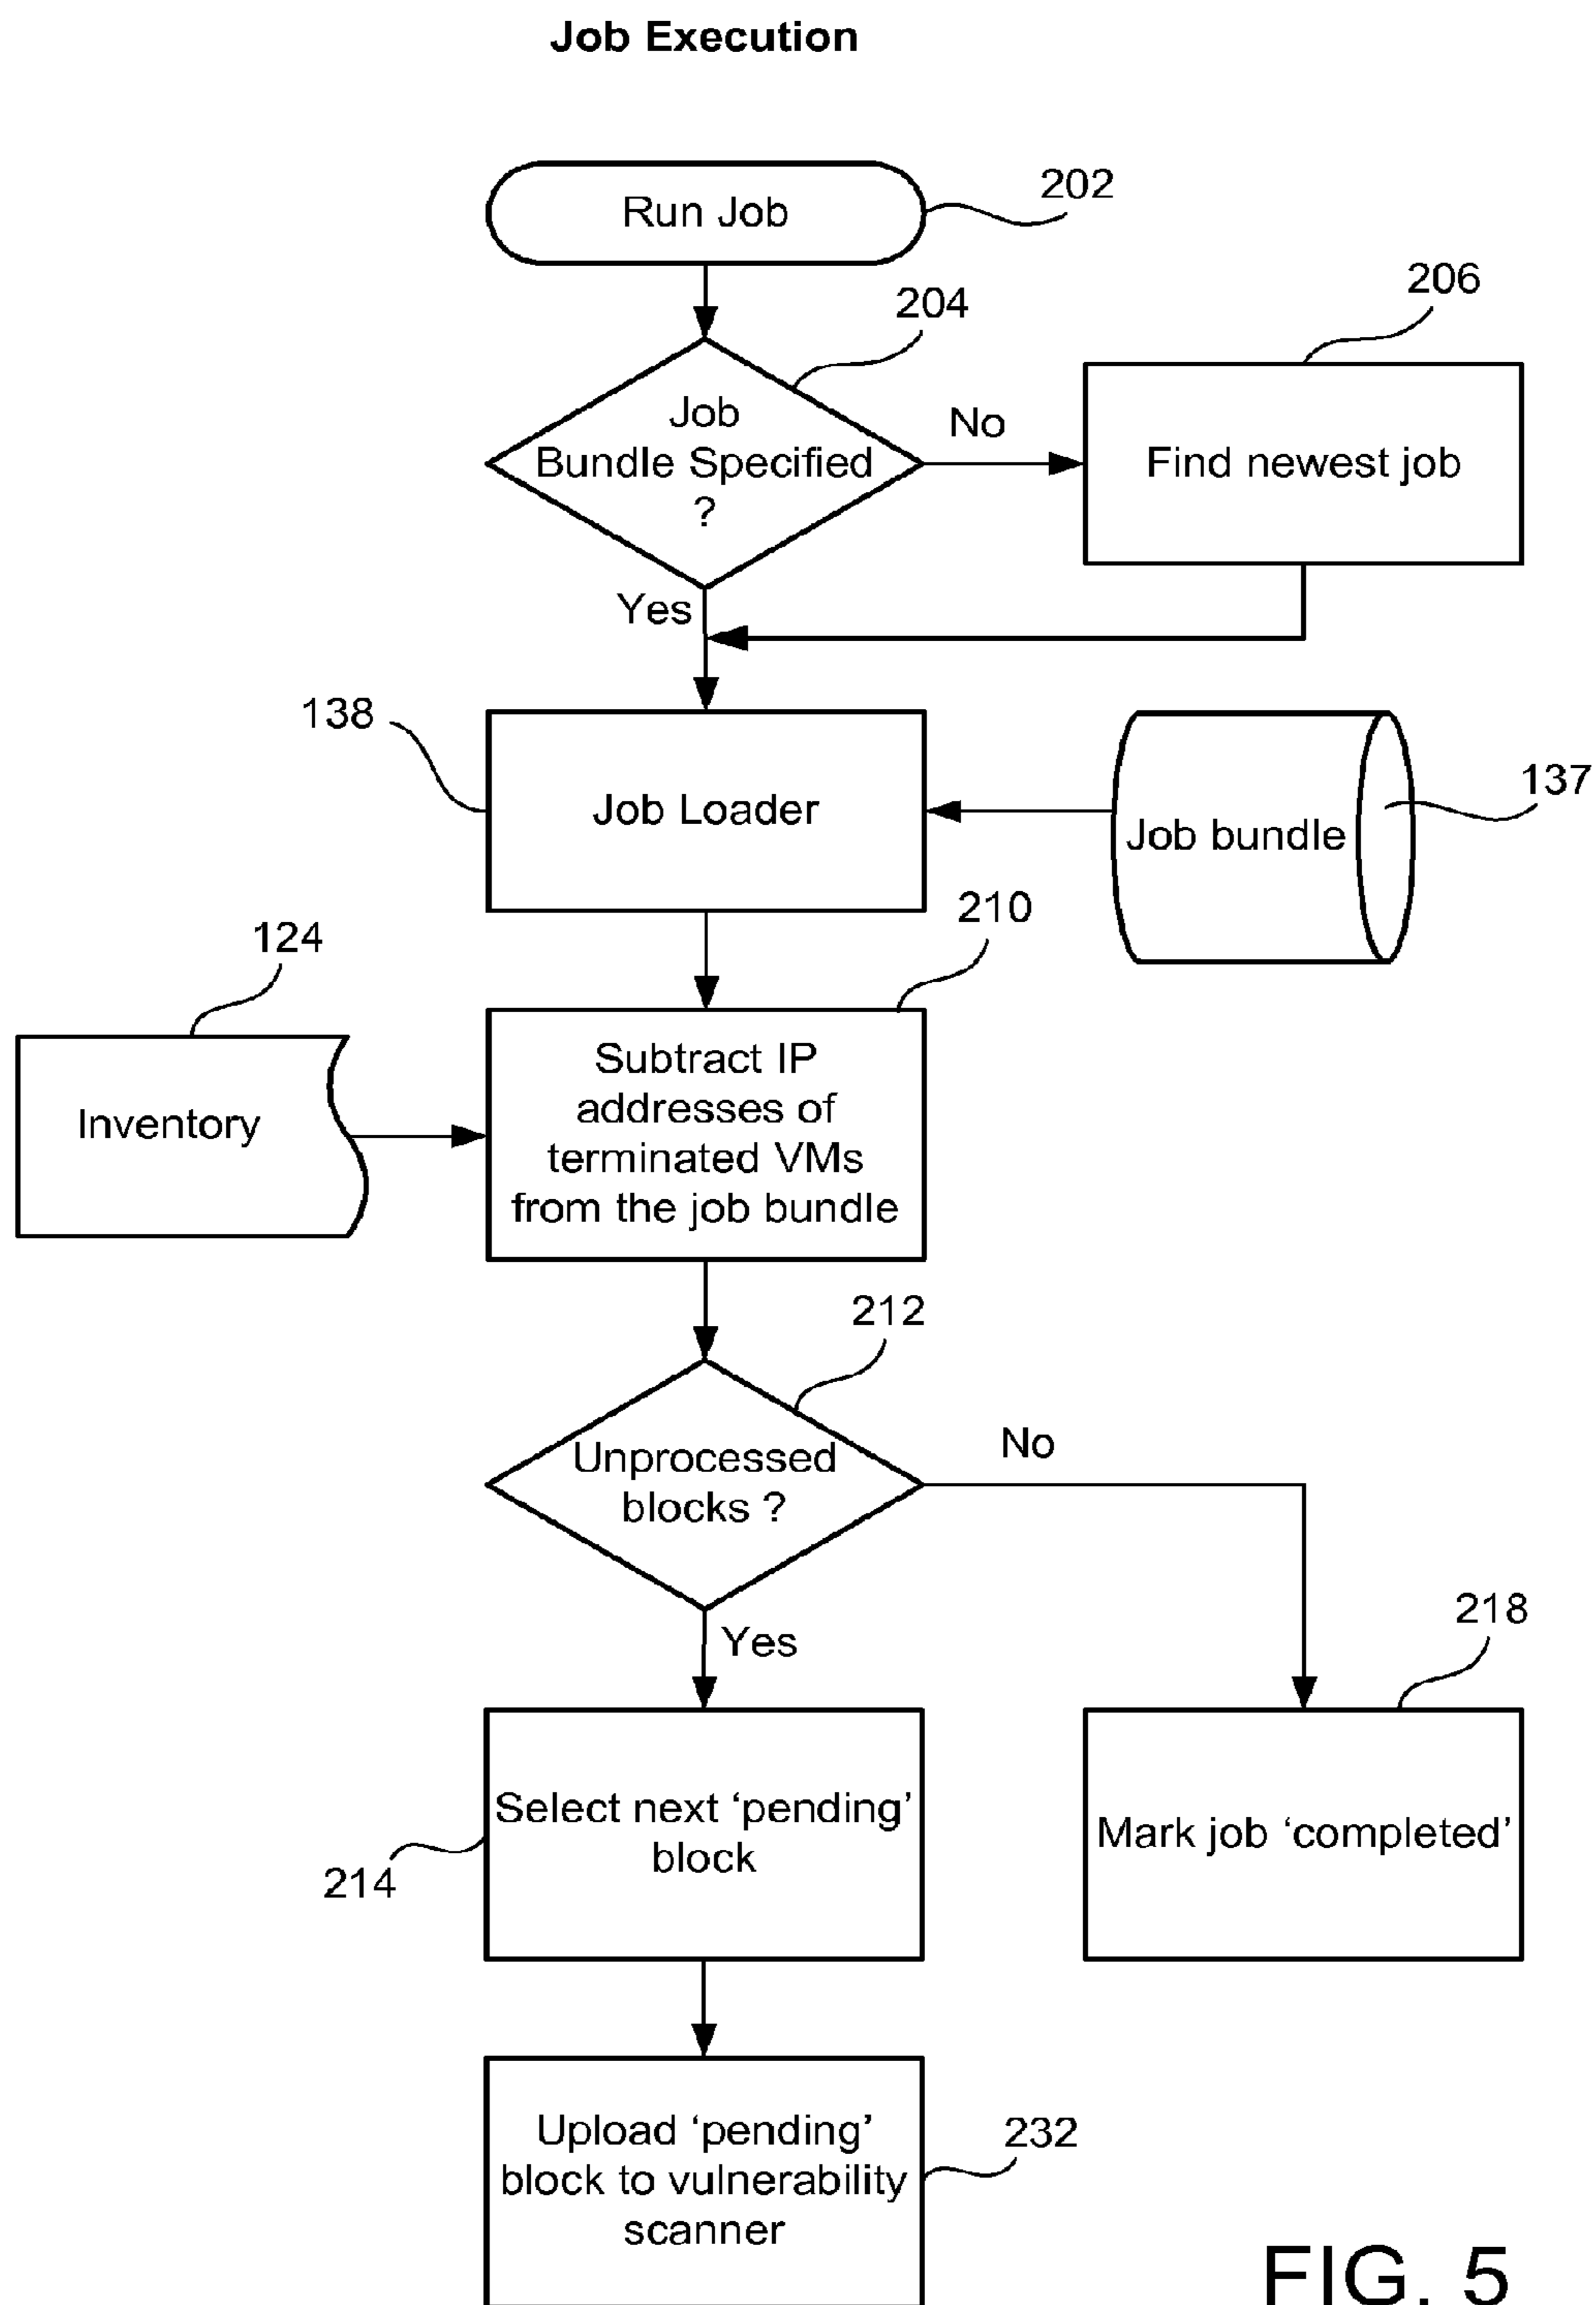 Job Execution
Run Job
202
204
206
Job
Bundle Specified
?
No
Find newest job
Yes
138
Job Loader
Job bundle
137
124
210
Inventory
Subtract IP
addresses of
terminated VMs
from the job bundle
212
Unprocessed
blocks ?
No
Yes
218
Select next ‘pending’
block
214
Mark job ‘completed’
Upload ‘pending’
block to vulnerability
scanner
232
FIG. 5